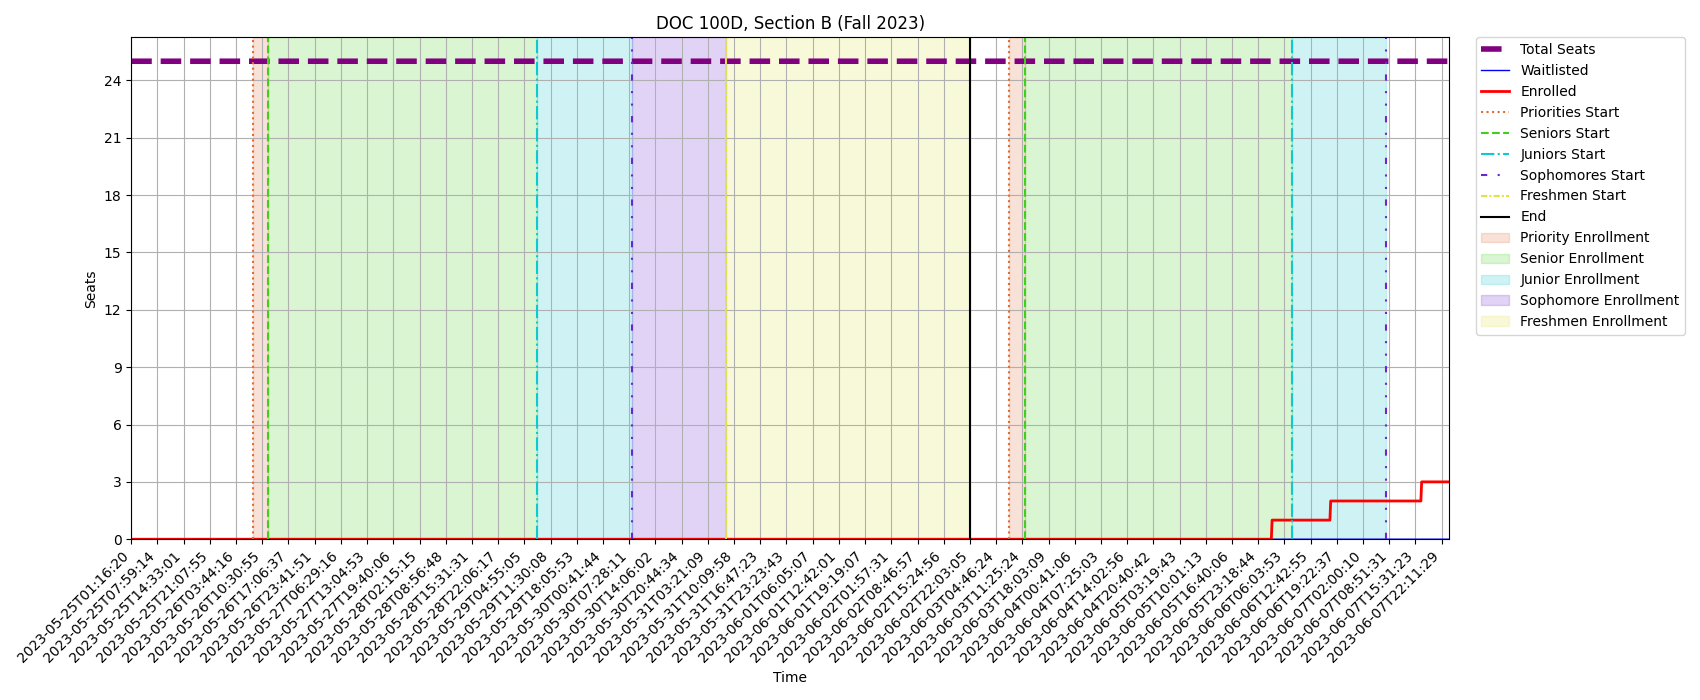 DOC 100D, Section B (Fall 2023)
Seats
24
21
18
15
12
9
6
3
0
2023-05-25T01:16:20
2023-05-25T07:59:14
2023-05-25T14:33:01
2023-05-25T21:07:55
2023-05-26T03:44:16
2023-05-26T10:30:55
2023-05-26T17:06:37
2023-05-26T23:41:51
2023-05-27T06:29:16
2023-05-27T13:04:53
2023-05-27T19:40:06
2023-05-28T02:15:15
2023-05-28T08:56:48
2023-05-28T15:31:31
2023-05-28T22:06:17
2023-05-29T04:55:05
2023-05-29T11:30:08
2023-05-29T18:05:53
2023-05-30T00:41:44
2023-05-30T07:28:11
2023-05-30T14:06:02
2023-05-30T20:44:34
2023-05-31T03:21:09
2023-05-31T10:09:58
2023-05-31T16:47:23
2023-05-31T23:23:43
2023-06-01T06:05:07
2023-06-01T12:42:01
2023-06-01T19:19:07
2023-06-02T01:57:31
2023-06-02T08:46:57
2023-06-02T15:24:56
2023-06-02T22:03:05
2023-06-03T04:46:24
2023-06-03T11:25:24
2023-06-03T18:03:09
2023-06-04T00:41:06
2023-06-04T07:25:03
2023-06-04T14:02:56
2023-06-04T20:40:42
2023-06-05T03:19:43
2023-06-05T10:01:13
2023-06-05T16:40:06
2023-06-05T23:18:44
2023-06-06T06:03:53
2023-06-06T12:42:55
2023-06-06T19:22:37
2023-06-07T02:00:10
2023-06-07T08:51:31
2023-06-07T15:31:23
2023-06-07T22:11:29
Time
Total Seats
Waitlisted
Enrolled
Priorities Start
Seniors Start
Juniors Start
Sophomores Start
Freshmen Start
End
Priority Enrollment
Senior Enrollment
Junior Enrollment
Sophomore Enrollment
Freshmen Enrollment